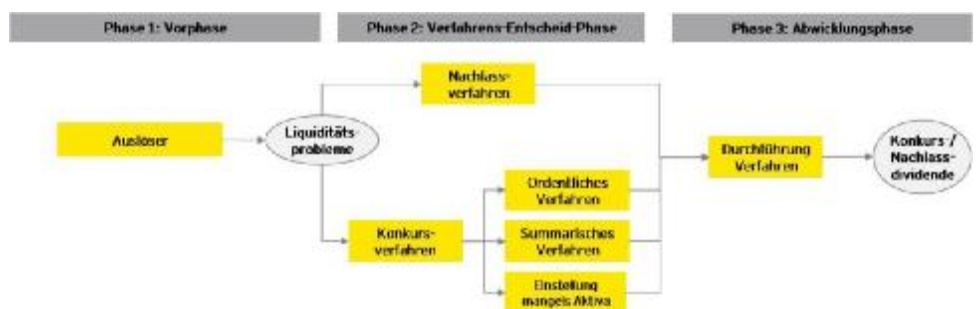 Phase 1: Vorphase
Phase 2: Verfahrens-Entscheid-Phase
Phase 3: Abwicklungsphase
Nachlass-
verfahren
Auslöser
Liquiditäts-
probleme
Durchführung
Verfahren
Konkurs-/
Nachlass-
dividende
Ordentliches
Verfahren
Konkurs-
verfahren
Summarisches
Verfahren
Einstellung
mangels Aktiva